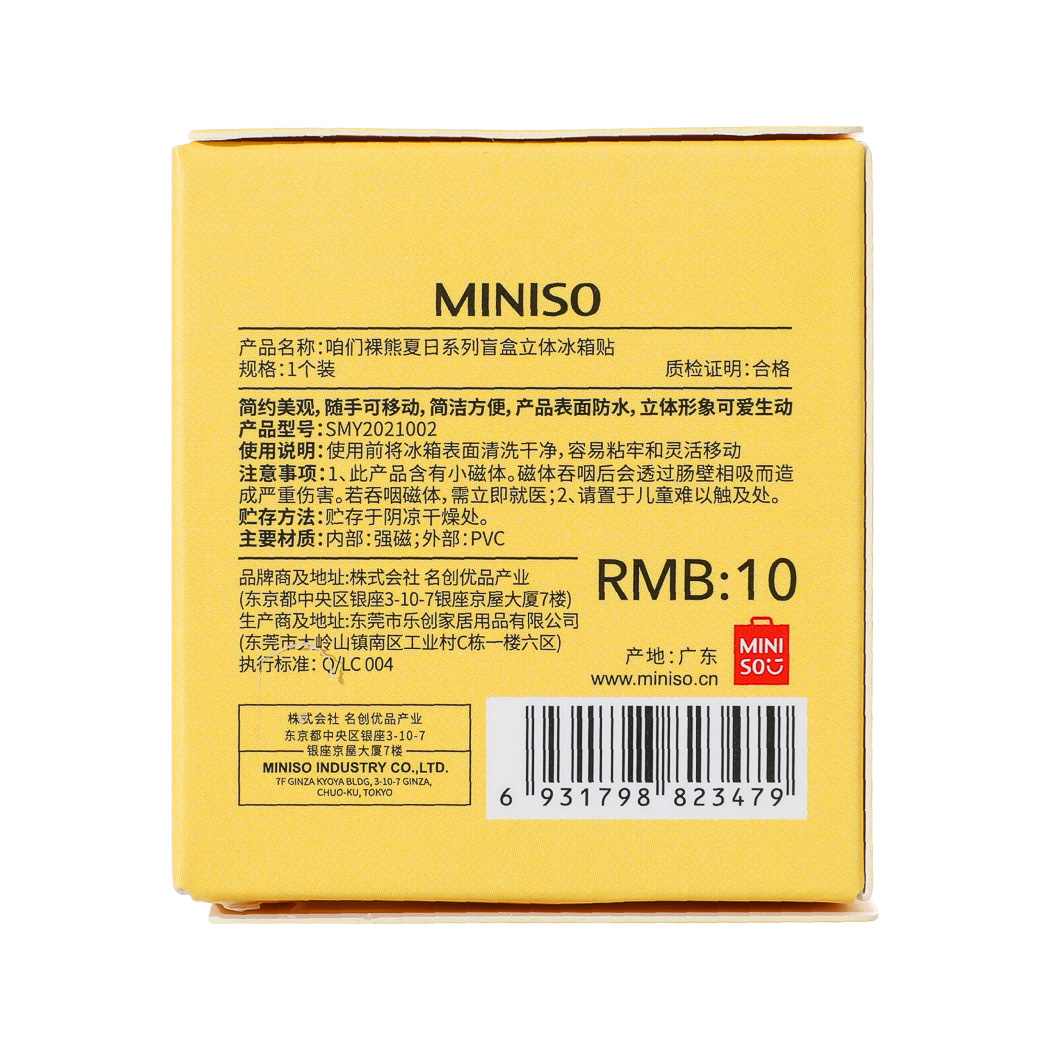 MINISO
产品名称:咱们裸熊夏日系列盲盒立体冰箱贴
规格:1个装 质检证明:合格
简约美观,随手可移动,简洁方便,产品表面防水,立体形象可爱生动
产品型号:SMY2021002
使用说明:使用前将冰箱表面清洗干净,容易粘牢和灵活移动
注意事项:1、此产品含有小磁体。磁体吞咽后会透过肠壁相吸而造
成严重伤害。若吞咽磁体,需立即就医;2、请置于儿童难以触及处。
贮存方法:贮存于阴凉干燥处。
主要材质:内部:强磁;外部:PVC
品牌商及地址:株式会社 名创优品产业
(东京都中央区银座3-10-7银座京屋大厦7楼)
生产商及地址:东莞市乐创家居用品有限公司
(东莞市大岭山镇南区工业村C栋一楼六区)
执行标准: Q/LC 004
RMB:10
产地:广东
www.miniso.cn
MINI
SO
株式会社 名创优品产业
东京都中央区银座3-10-7
银座京屋大厦7楼
MINISO INDUSTRY CO.,LTD.
7F GINZA KYOYA BLDG, 3-10-7 GINZA,
CHUO-KU, TOKYO
6 931798 823479